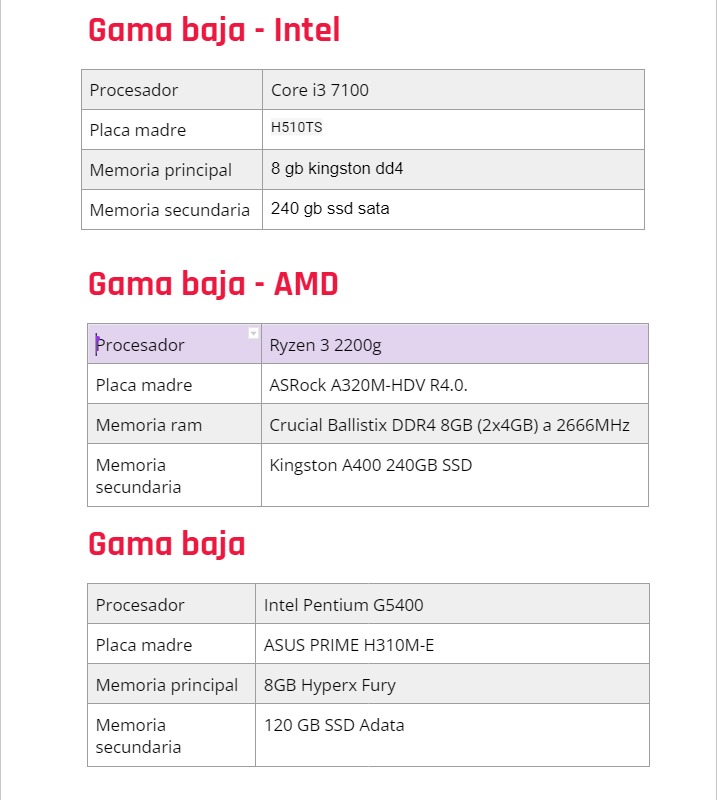 Gama baja - Intel
Procesador Core i3 7100
Placa madre H510TS
Memoria principal 8 gb kingston dd4
Memoria secundaria 240 gb ssd sata
Gama baja - AMD
Procesador Ryzen 3 2200g
Placa madre ASRock A320M-HDV R4.0.
Memoria ram Crucial Ballistix DDR4 8GB (2x4GB) a 2666MHz
Memoria Kingston A400 240GB SSD
secundaria
Gama baja
Procesador Intel Pentium G5400
Placa madre ASUS PRIME H310M-E
Memoria principal 8GB Hyperx Fury
Memoria 120 GB SSD Adata
secundaria